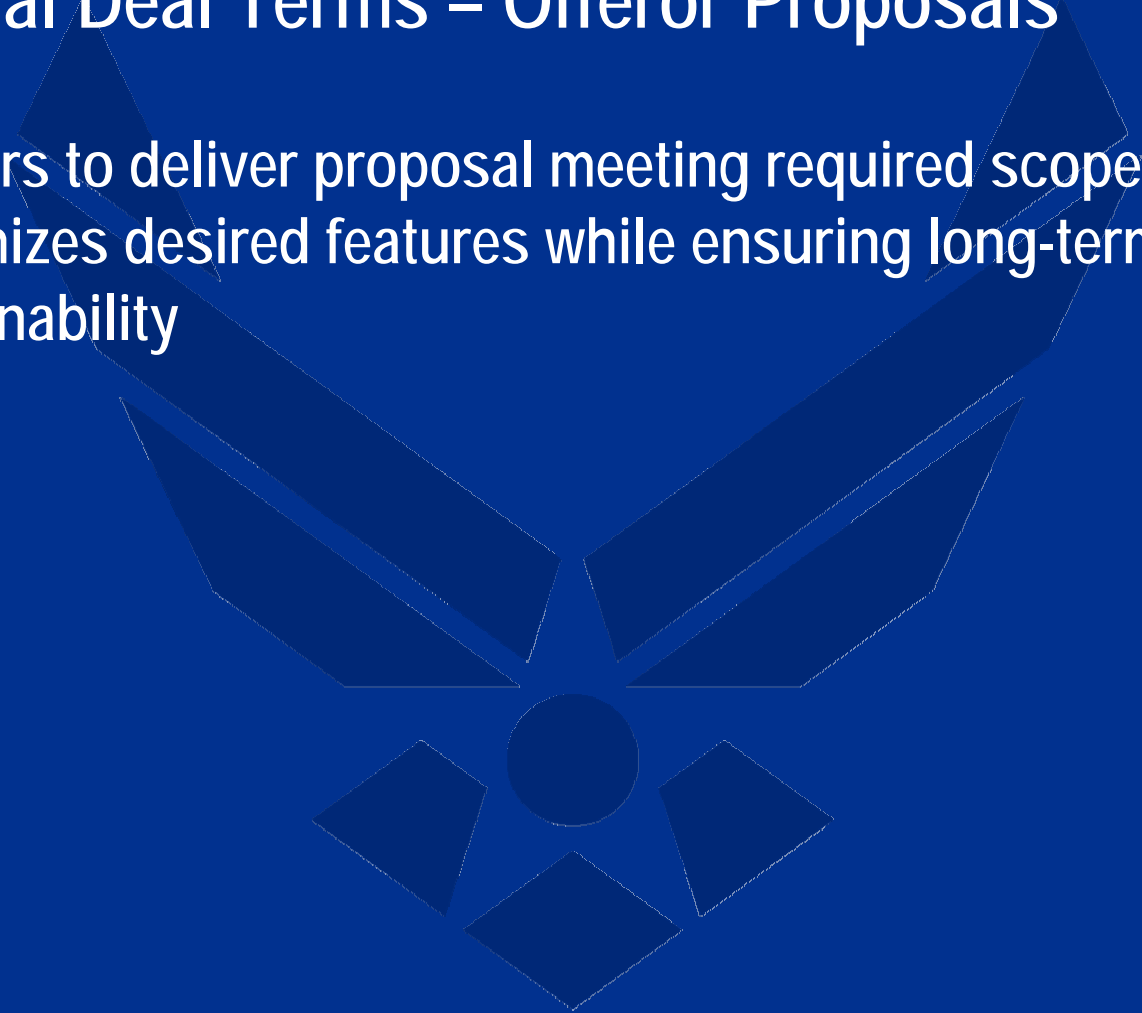 al Deal Terms – Offeror Proposals
rs to deliver proposal meeting required scope
nizes desired features while ensuring long-term
nability